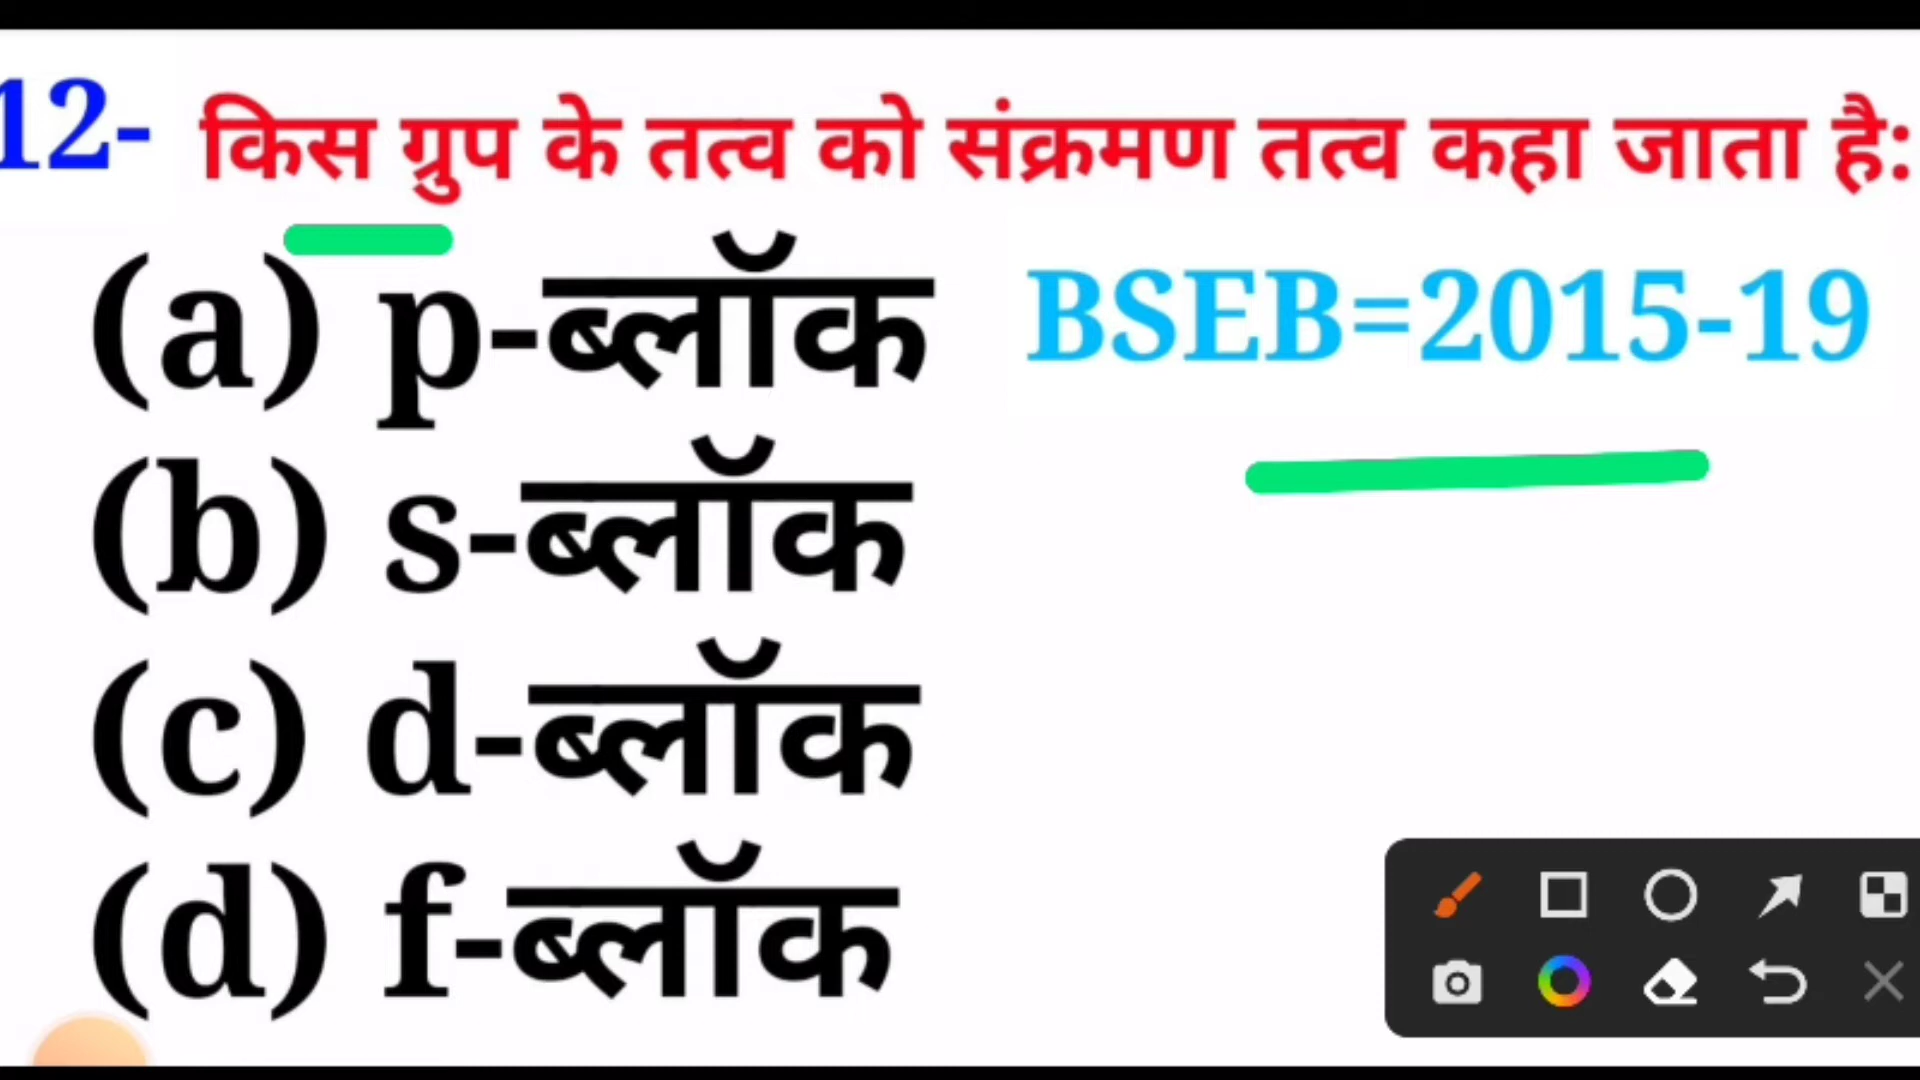 12- किस ग्रुप के तत्व को संक्रमण तत्व कहा जाता है:
(a) p-ब्लॉक BSEB=2015-19
(b) s-ब्लॉक
(c) d-ब्लॉक
(d) f-ब्लॉक